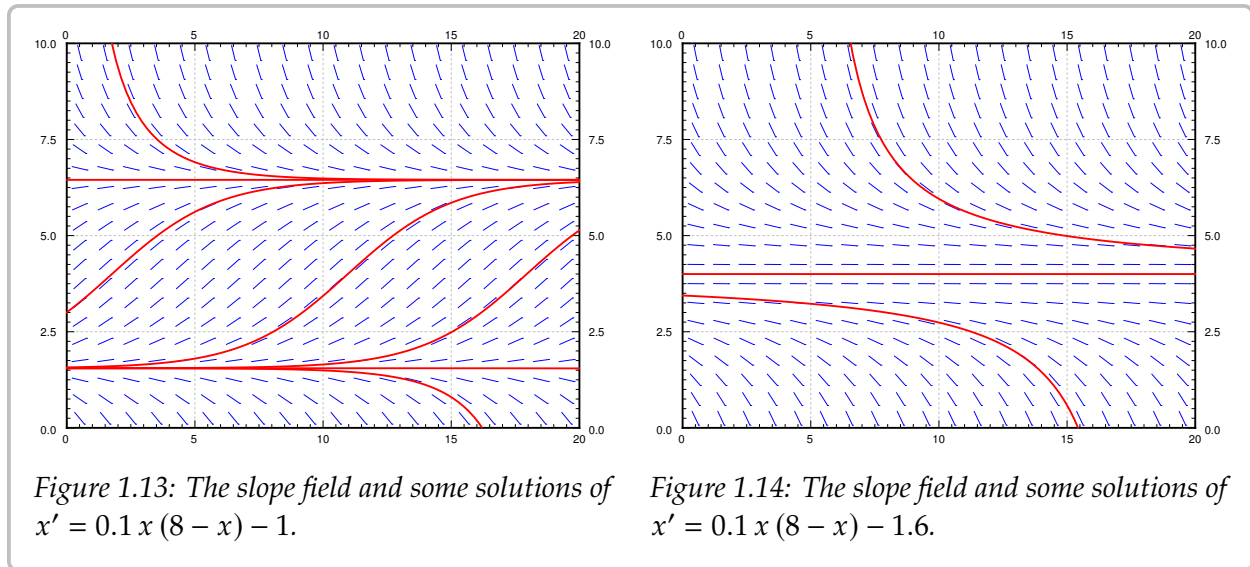 0 5 10 15 20
10.0 10.0
7.5 7.5
5.0 5.0
2.5 2.5
0.0 0.0
0 5 10 15 20
Figure 1.13: The slope field and some solutions of
x′ = 0.1 x (8 − x) − 1.
0 5 10 15 20
10.0 10.0
7.5 7.5
5.0 5.0
2.5 2.5
0.0 0.0
0 5 10 15 20
Figure 1.14: The slope field and some solutions of
x′ = 0.1 x (8 − x) − 1.6.